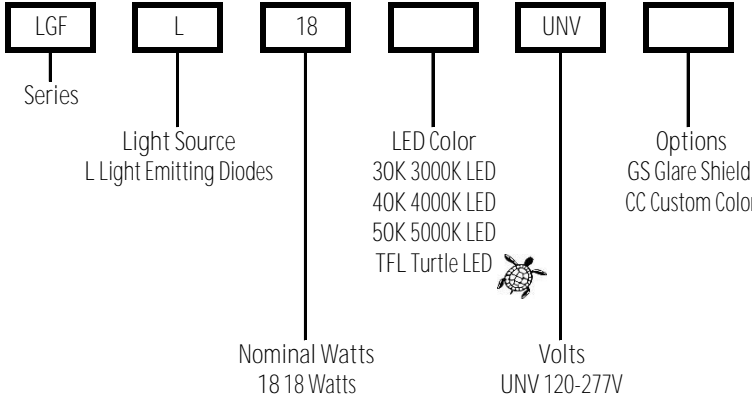 LGF L 18 UNV
Series
Light Source
L Light Emitting Diodes
LED Color
30K 3000K LED
40K 4000K LED
50K 5000K LED
TFL Turtle LED
Options
GS Glare Shield
CC Custom Color
Nominal Watts
18 18 Watts
Volts
UNV 120-277V